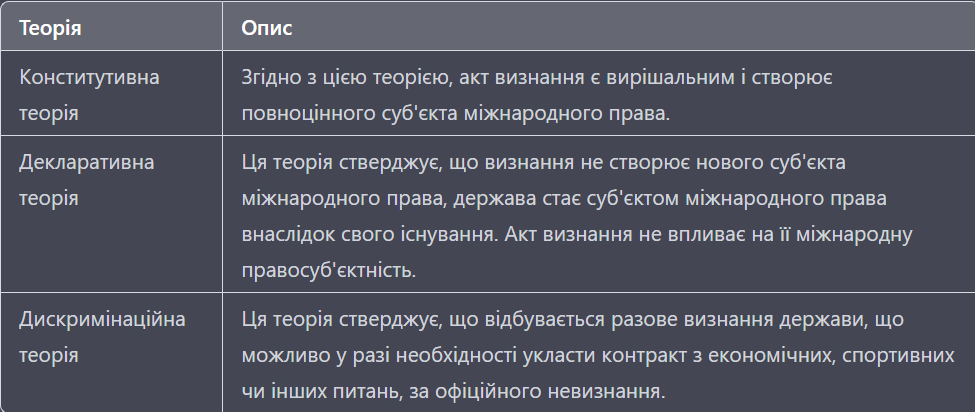 Теорія
Опис
Конститутивна
теорія
Згідно з цією теорією, акт визнання є вирішальним і створює
повноцінного суб'єкта міжнародного права.
Декларативна
теорія
Ця теорія стверджує, що визнання не створює нового суб'єкта
міжнародного права, держава стає суб'єктом міжнародного права
внаслідок свого існування. Акт визнання не впливає на її міжнародну
правосуб'єктність.
Дискримінаційна
теорія
Ця теорія стверджує, що відбувається разове визнання держави, що
можливо у разі необхідності укласти контракт з економічних, спортивних
чи інших питань, за офіційного невизнання.